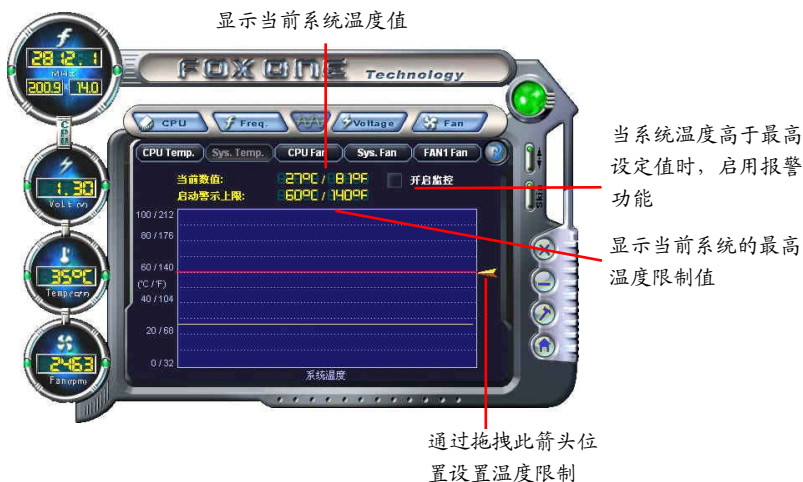 显示当前系统温度值
2812.1
MHz
200.9 × 14.0
FOX ONE Technology
CPU
CPU Freq. Voltage Fan
CPU Temp. Sys. Temp. CPU Fan Sys. Fan FAN1 Fan
当前数值: 27°C / 81°F 开启监控
启动警示上限: 60°C / 140°F
当系统温度高于最高
设定值时，启用报警
功能
Skin
1.30
Volt (V)
100 / 212
80 / 176
60 / 140
(°C / °F)
40 / 104
20 / 68
0 / 32
系统温度
显示当前系统的最高
温度限制值
35°C
Temp(°C/°F)
2463
Fan(rpm)
通过拖拽此箭头位
置设置温度限制